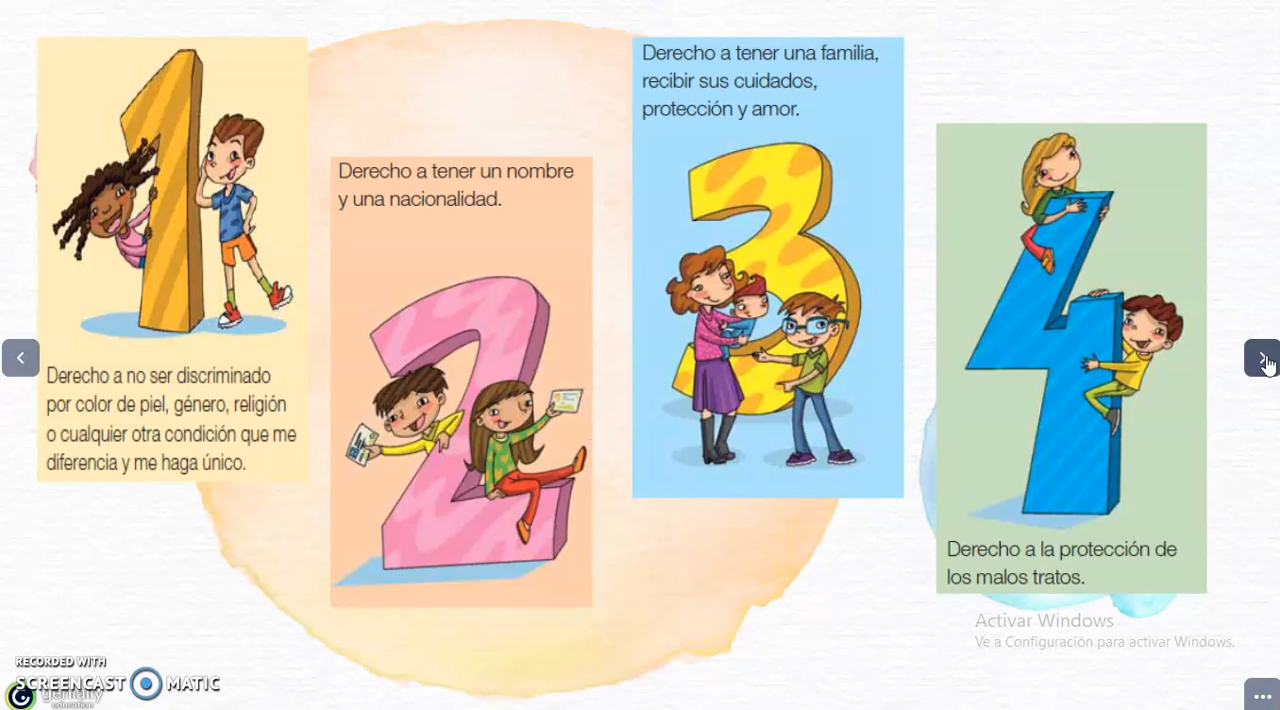 Derecho a no ser discriminado
por color de piel, género, religión
o cualquier otra condición que me
diferencia y me haga único.
Derecho a tener un nombre
y una nacionalidad.
Derecho a tener una familia,
recibir sus cuidados,
protección y amor.
Derecho a la protección de
los malos tratos.
Activar Windows
Ve a Configuración para activar Windows.
RECORDED WITH
SCREENCAST MATIC
genially
education